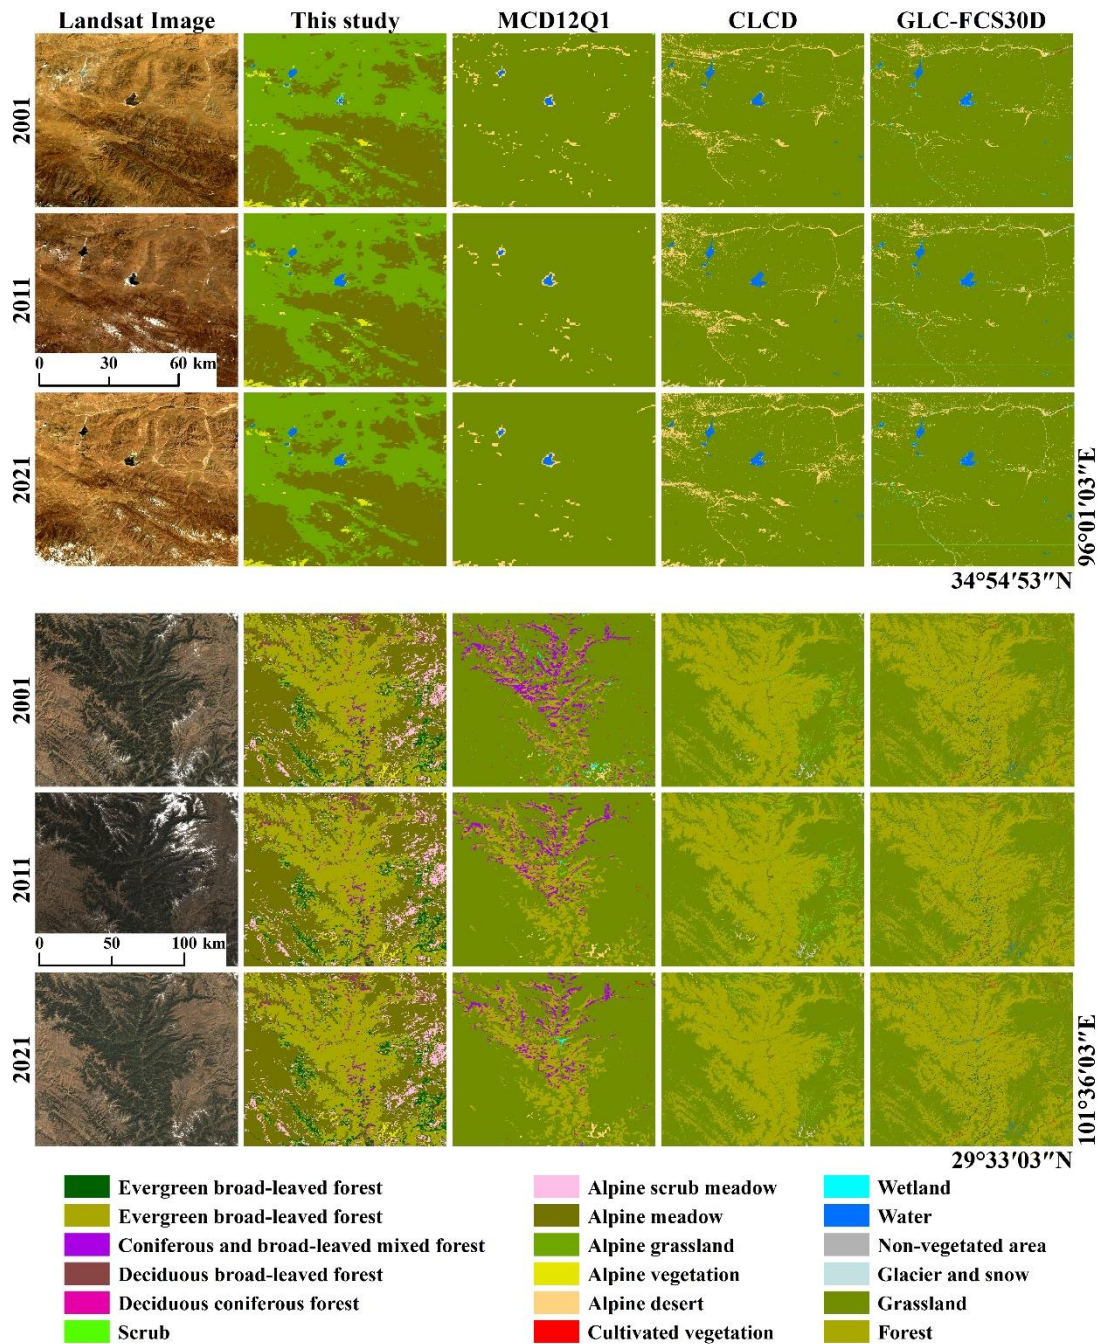 Landsat Image This study MCD12Q1 CLCD GLC-FCS30D
2001
2011
0 30 60 km
2021
96°01′03″E
34°54′53″N
2001
2011
0 50 100 km
2021
101°36′03″E
29°33′03″N
Evergreen broad-leaved forest
Evergreen broad-leaved forest
Coniferous and broad-leaved mixed forest
Deciduous broad-leaved forest
Deciduous coniferous forest
Scrub
Alpine scrub meadow
Alpine meadow
Alpine grassland
Alpine vegetation
Alpine desert
Cultivated vegetation
Wetland
Water
Non-vegetated area
Glacier and snow
Grassland
Forest